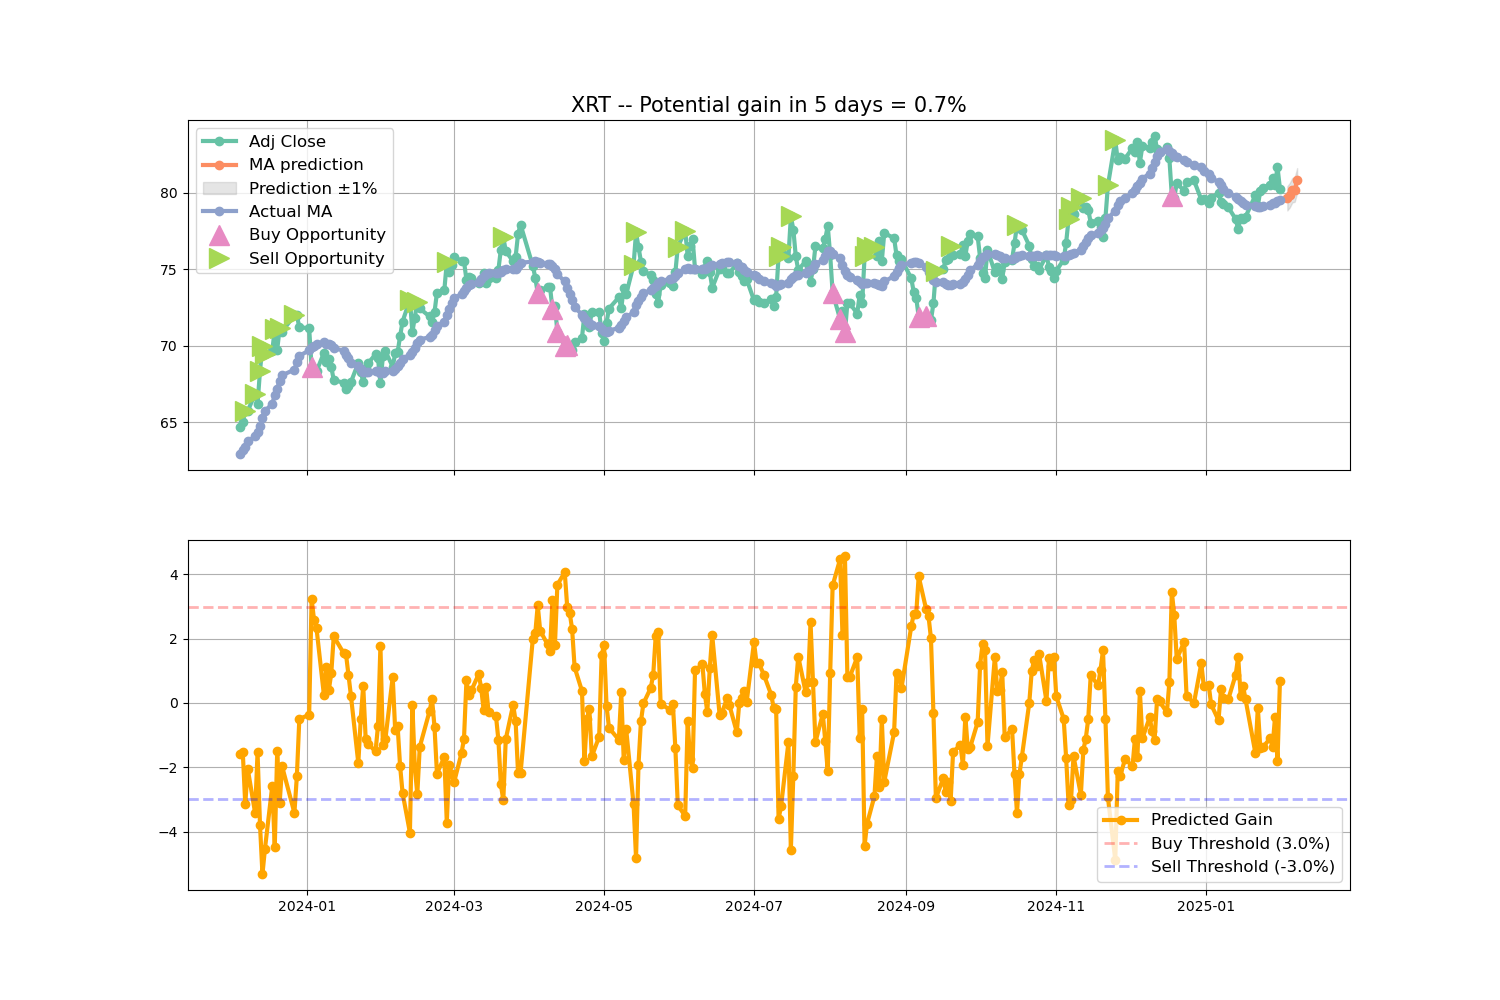 XRT -- Potential gain in 5 days = 0.7%
Adj Close
MA prediction
Prediction ±1%
Actual MA
Buy Opportunity
Sell Opportunity
80
75
70
65
4
2
0
−2
−4
Predicted Gain
Buy Threshold (3.0%)
Sell Threshold (-3.0%)
2024-01 2024-03 2024-05 2024-07 2024-09 2024-11 2025-01